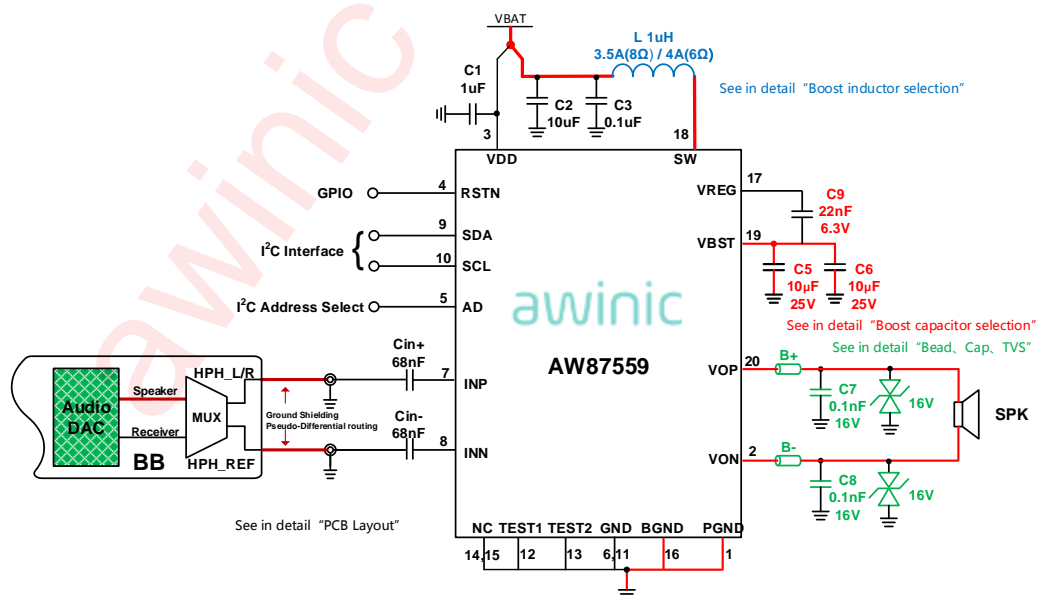 VBAT
L 1uH
3.5A(8Ω) / 4A(6Ω)
See in detail “Boost inductor selection”
C1
1uF
C2
10uF
C3
0.1uF
3
18
VDD
SW
17
VREG
C9
22nF
6.3V
GPIO
4
RSTN
9
SDA
I²C Interface {
10
SCL
19
VBST
C5
10μF
25V
C6
10μF
25V
I²C Address Select
5
AD
awinic
AW87559
See in detail “Boost capacitor selection”
See in detail “Bead、Cap、TVS”
Cin+
68nF
7
INP
20
VOP
B+
C7
0.1nF
16V
16V
SPK
HPH_L/R
Speaker
Audio
DAC
MUX
Receiver
BB
HPH_REF
Ground Shielding
Pseudo-Differential routing
Cin-
68nF
8
INN
2
VON
B-
C8
0.1nF
16V
16V
See in detail “PCB Layout”
NC TEST1 TEST2 GND BGND PGND
14,15 12 13 6,11 16 1
awinic